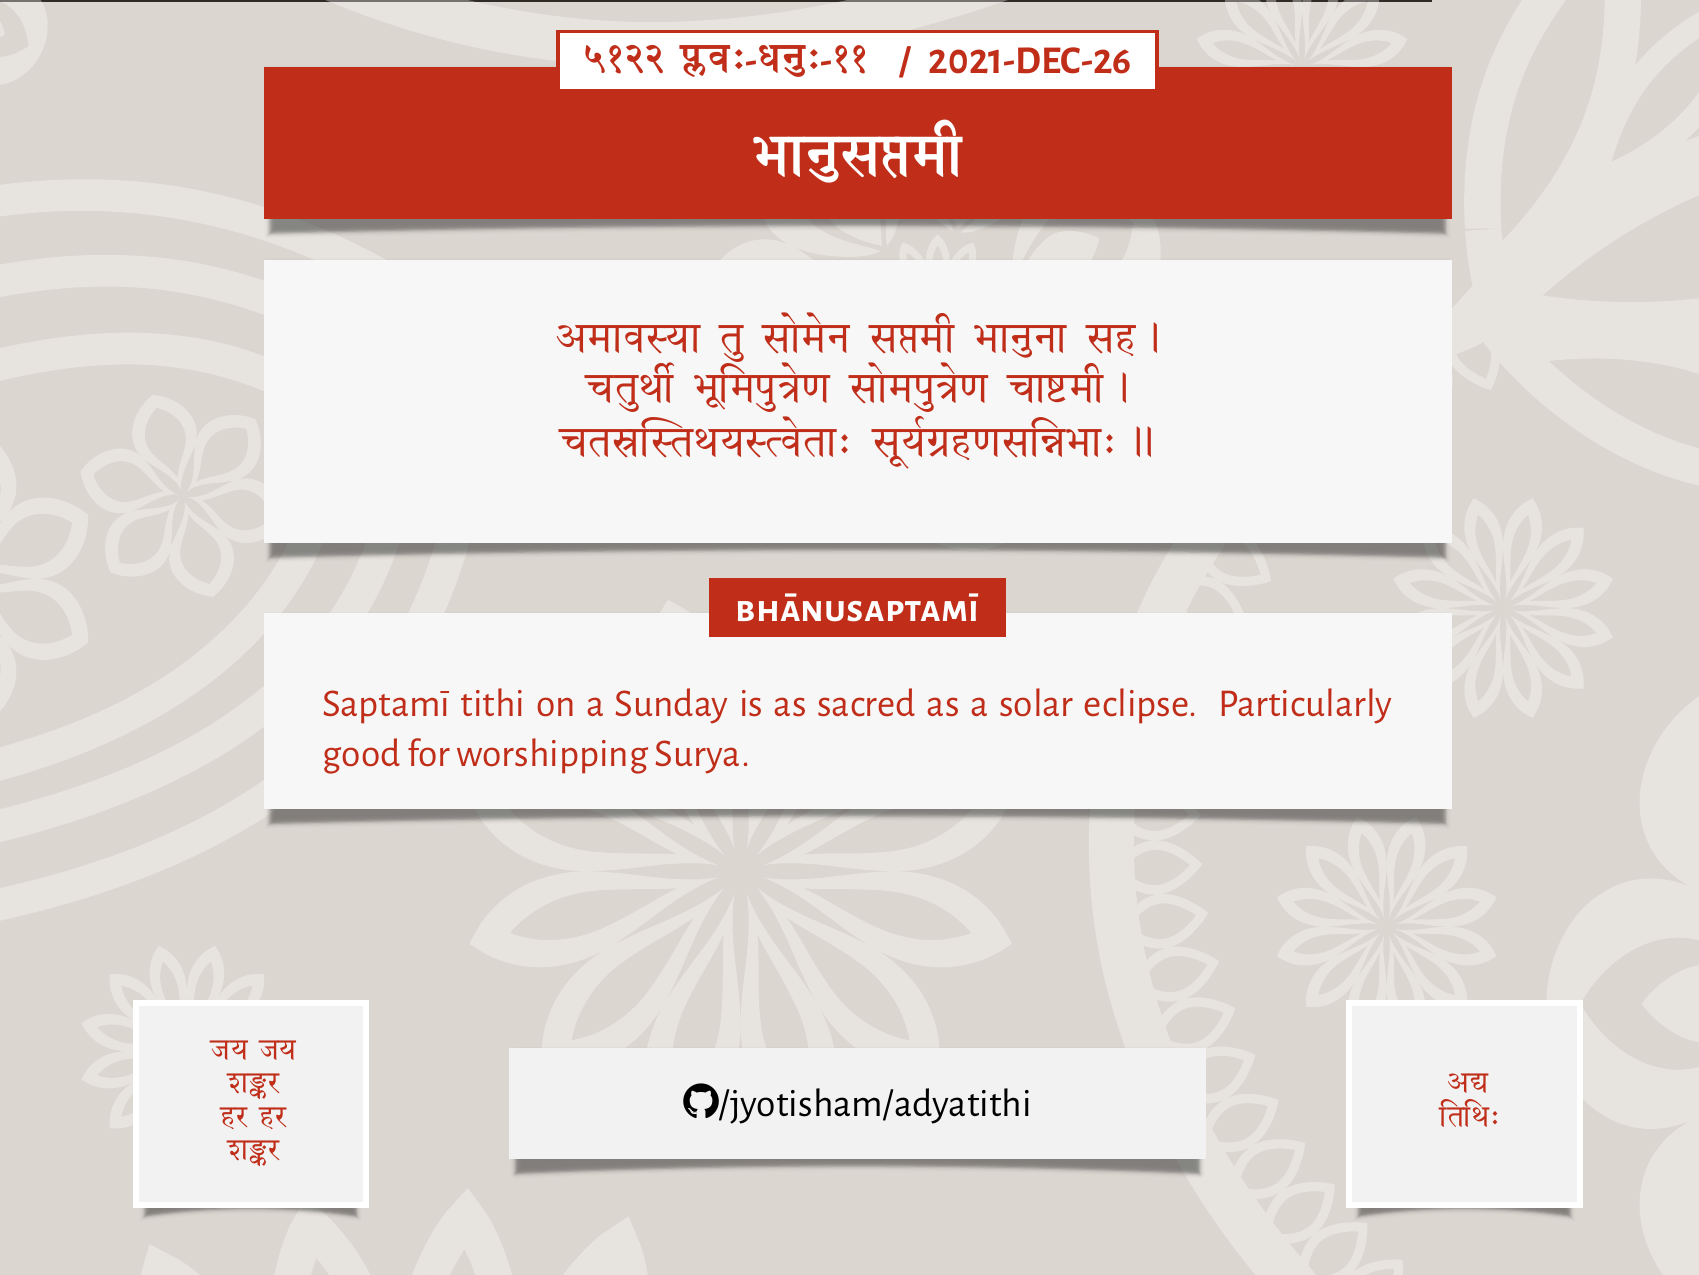 ५१२२ प्लवः-धनुः-११ / 2021-DEC-26
भानुसप्तमी
अमावस्या तु सोमेन सप्तमी भानुना सह ।
चतुर्थी भूमिपुत्रेण सोमपुत्रेण चाष्टमी ।
चतस्रस्तिथयस्त्वेताः सूर्यग्रहणसन्निभाः ॥
BHĀNUSAPTAMĪ
Saptamī tithi on a Sunday is as sacred as a solar eclipse. Particularly
good for worshipping Surya.
जय जय
शङ्कर
हर हर
शङ्कर
/jyotisham/adyatithi
अद्य
तिथिः